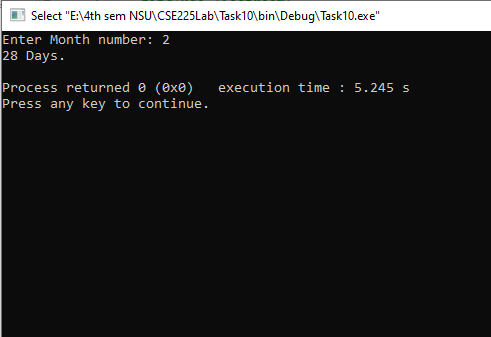 Select "E:\4th sem NSU\CSE225Lab\Task10\bin\Debug\Task10.exe"
Enter Month number: 2
28 Days.
Process returned 0 (0x0)   execution time : 5.245 s
Press any key to continue.